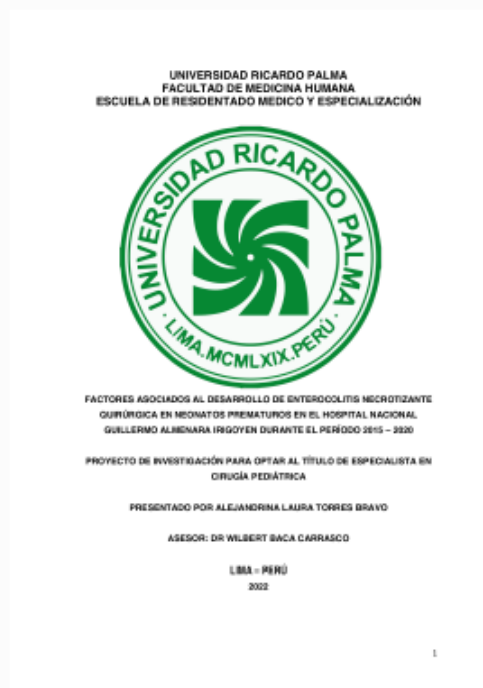 UNIVERSIDAD RICARDO PALMA
FACULTAD DE MEDICINA HUMANA
ESCUELA DE RESIDENTADO MEDICO Y ESPECIALIZACIÓN
UNIVERSIDAD RICARDO PALMA
· LIMA.MCMLXIX.PERÚ ·
FACTORES ASOCIADOS AL DESARROLLO DE ENTEROCOLITIS NECROTIZANTE
QUIRÚRGICA EN NEONATOS PREMATUROS EN EL HOSPITAL NACIONAL
GUILLERMO ALMENARA IRIGOYEN DURANTE EL PERÍODO 2015 – 2020
PROYECTO DE INVESTIGACIÓN PARA OPTAR AL TÍTULO DE ESPECIALISTA EN
CIRUGÍA PEDIÁTRICA
PRESENTADO POR ALEJANDRINA LAURA TORRES BRAVO
ASESOR: DR WILBERT BACA CARRASCO
LIMA – PERÚ
2022
1